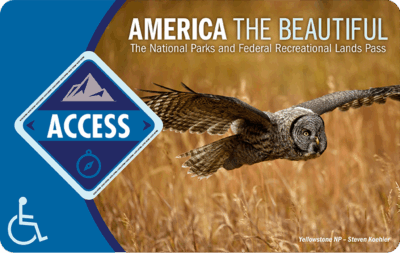 AMERICA THE BEAUTIFUL
The National Parks and Federal Recreational Lands Pass
ACCESS
Yellowstone NP – Steven Koehler